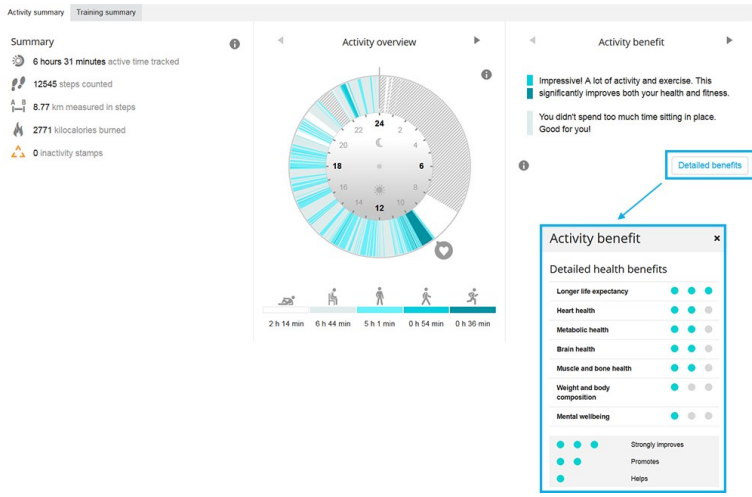 Activity summary
Training summary
Summary
6 hours 31 minutes active time tracked
12545 steps counted
A B
8.77 km measured in steps
2771 kilocalories burned
0 inactivity stamps
Activity overview
24
22
2
20
4
18
6
16
8
14
10
12
2 h 14 min
6 h 44 min
5 h 1 min
0 h 54 min
0 h 36 min
Activity benefit
Impressive! A lot of activity and exercise. This
significantly improves both your health and fitness.
You didn't spend too much time sitting in place.
Good for you!
Detailed benefits
Activity benefit
×
Detailed health benefits
Longer life expectancy
Heart health
Metabolic health
Brain health
Muscle and bone health
Weight and body
composition
Mental wellbeing
Strongly improves
Promotes
Helps